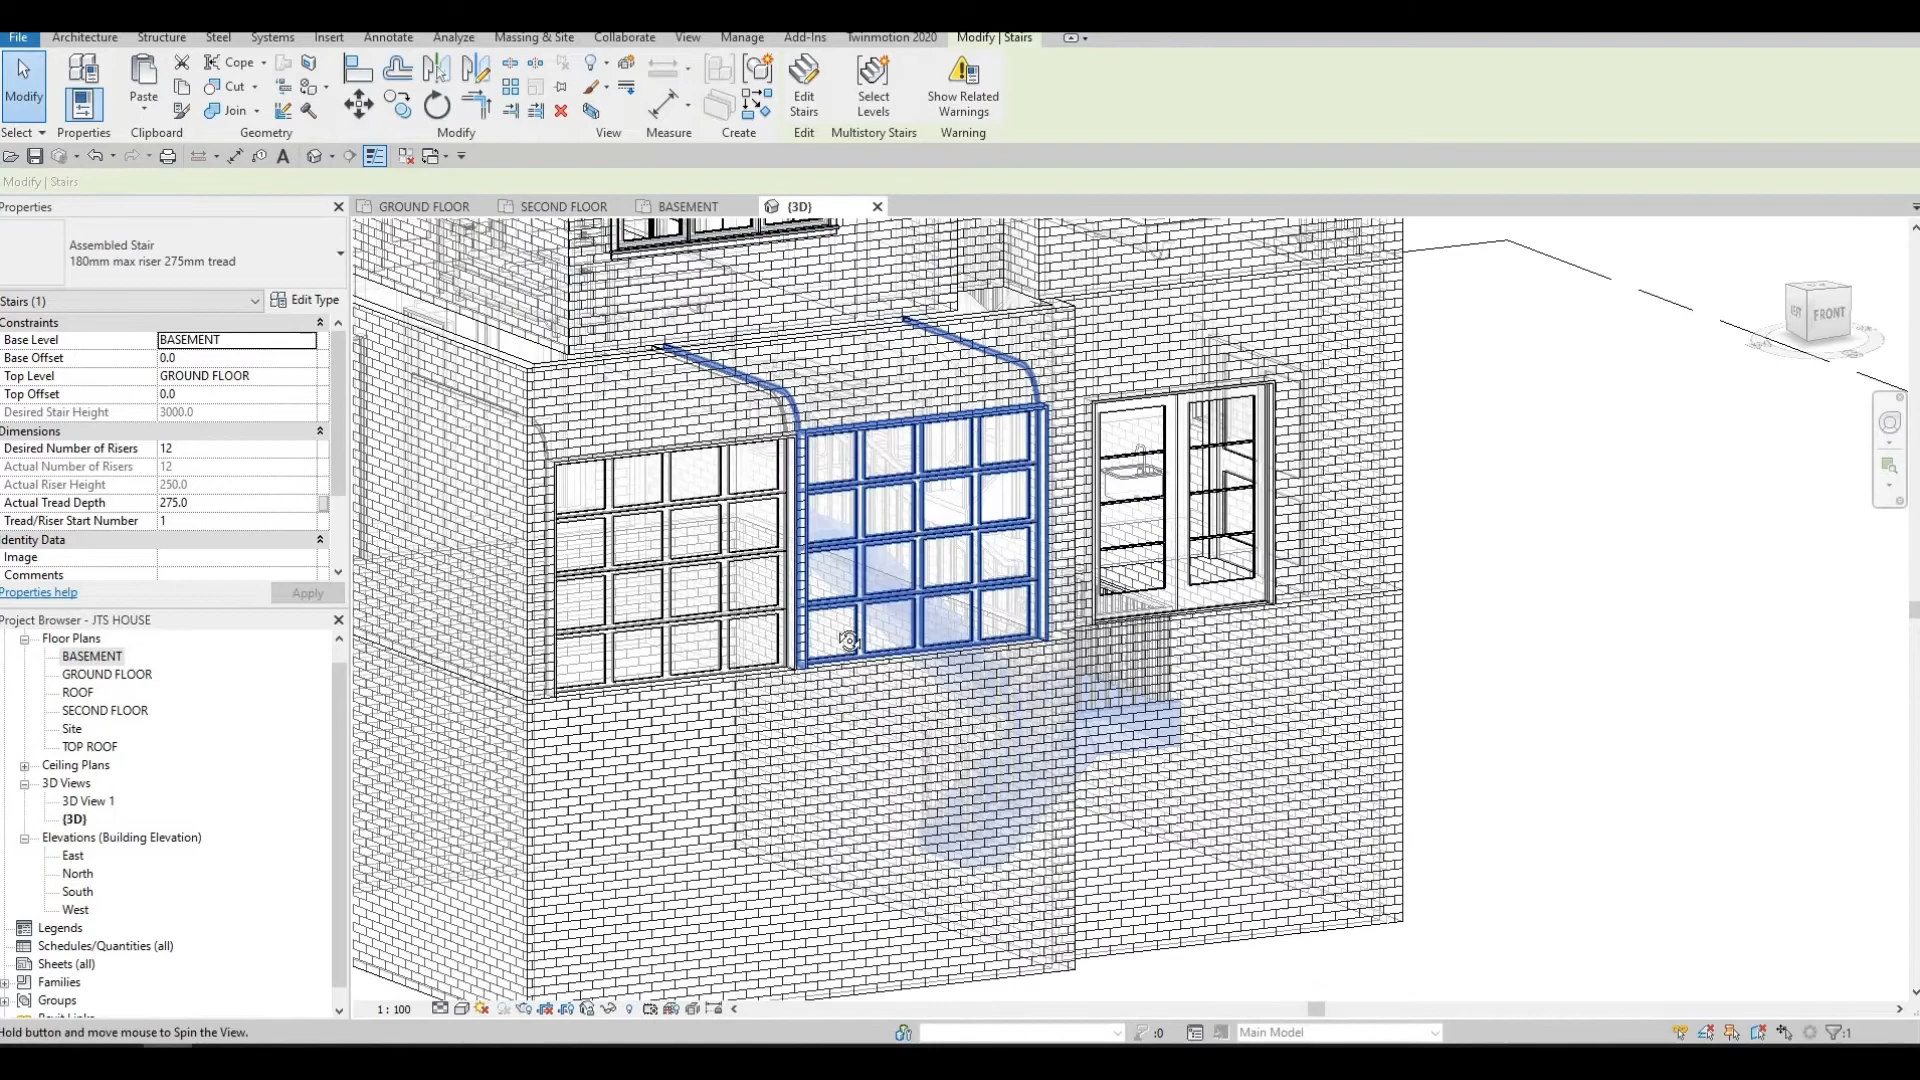 File Architecture Structure Steel Systems Insert Annotate Analyze Massing & Site Collaborate View Manage Add-Ins Twinmotion 2020 Modify | Stairs
Modify
Paste
Cope
Cut
Join
Edit Stairs
Select Levels
Show Related Warnings
Select Properties Clipboard Geometry Modify View Measure Create Edit Multistory Stairs Warning
Modify | Stairs
Properties
GROUND FLOOR SECOND FLOOR BASEMENT {3D}
Assembled Stair
180mm max riser 275mm tread
Stairs (1) Edit Type
Constraints
Base Level BASEMENT
Base Offset 0.0
Top Level GROUND FLOOR
Top Offset 0.0
Desired Stair Height 3000.0
Dimensions
Desired Number of Risers 12
Actual Number of Risers 12
Actual Riser Height 250.0
Actual Tread Depth 275.0
Tread/Riser Start Number 1
Identity Data
Image
Comments
Properties help Apply
Project Browser - JTS HOUSE
Floor Plans
BASEMENT
GROUND FLOOR
ROOF
SECOND FLOOR
Site
TOP ROOF
Ceiling Plans
3D Views
3D View 1
{3D}
Elevations (Building Elevation)
East
North
South
West
Legends
Schedules/Quantities (all)
Sheets (all)
Families
Groups
LEFT FRONT
1 : 100
Hold button and move mouse to Spin the View.
:0 Main Model :1